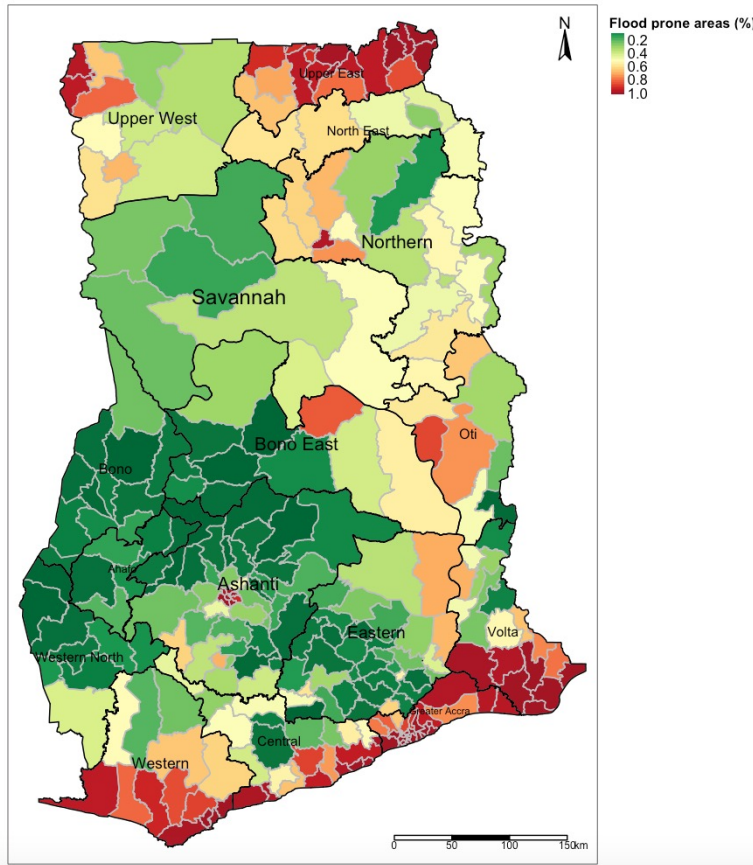 N
Flood prone areas (%)
0.2
0.4
0.6
0.8
1.0
Upper East
Upper West
North East
Northern
Savannah
Bono East
Oti
Bono
Ahafo
Ashanti
Eastern
Volta
Western North
Greater Accra
Central
Western
0 50 100 150km